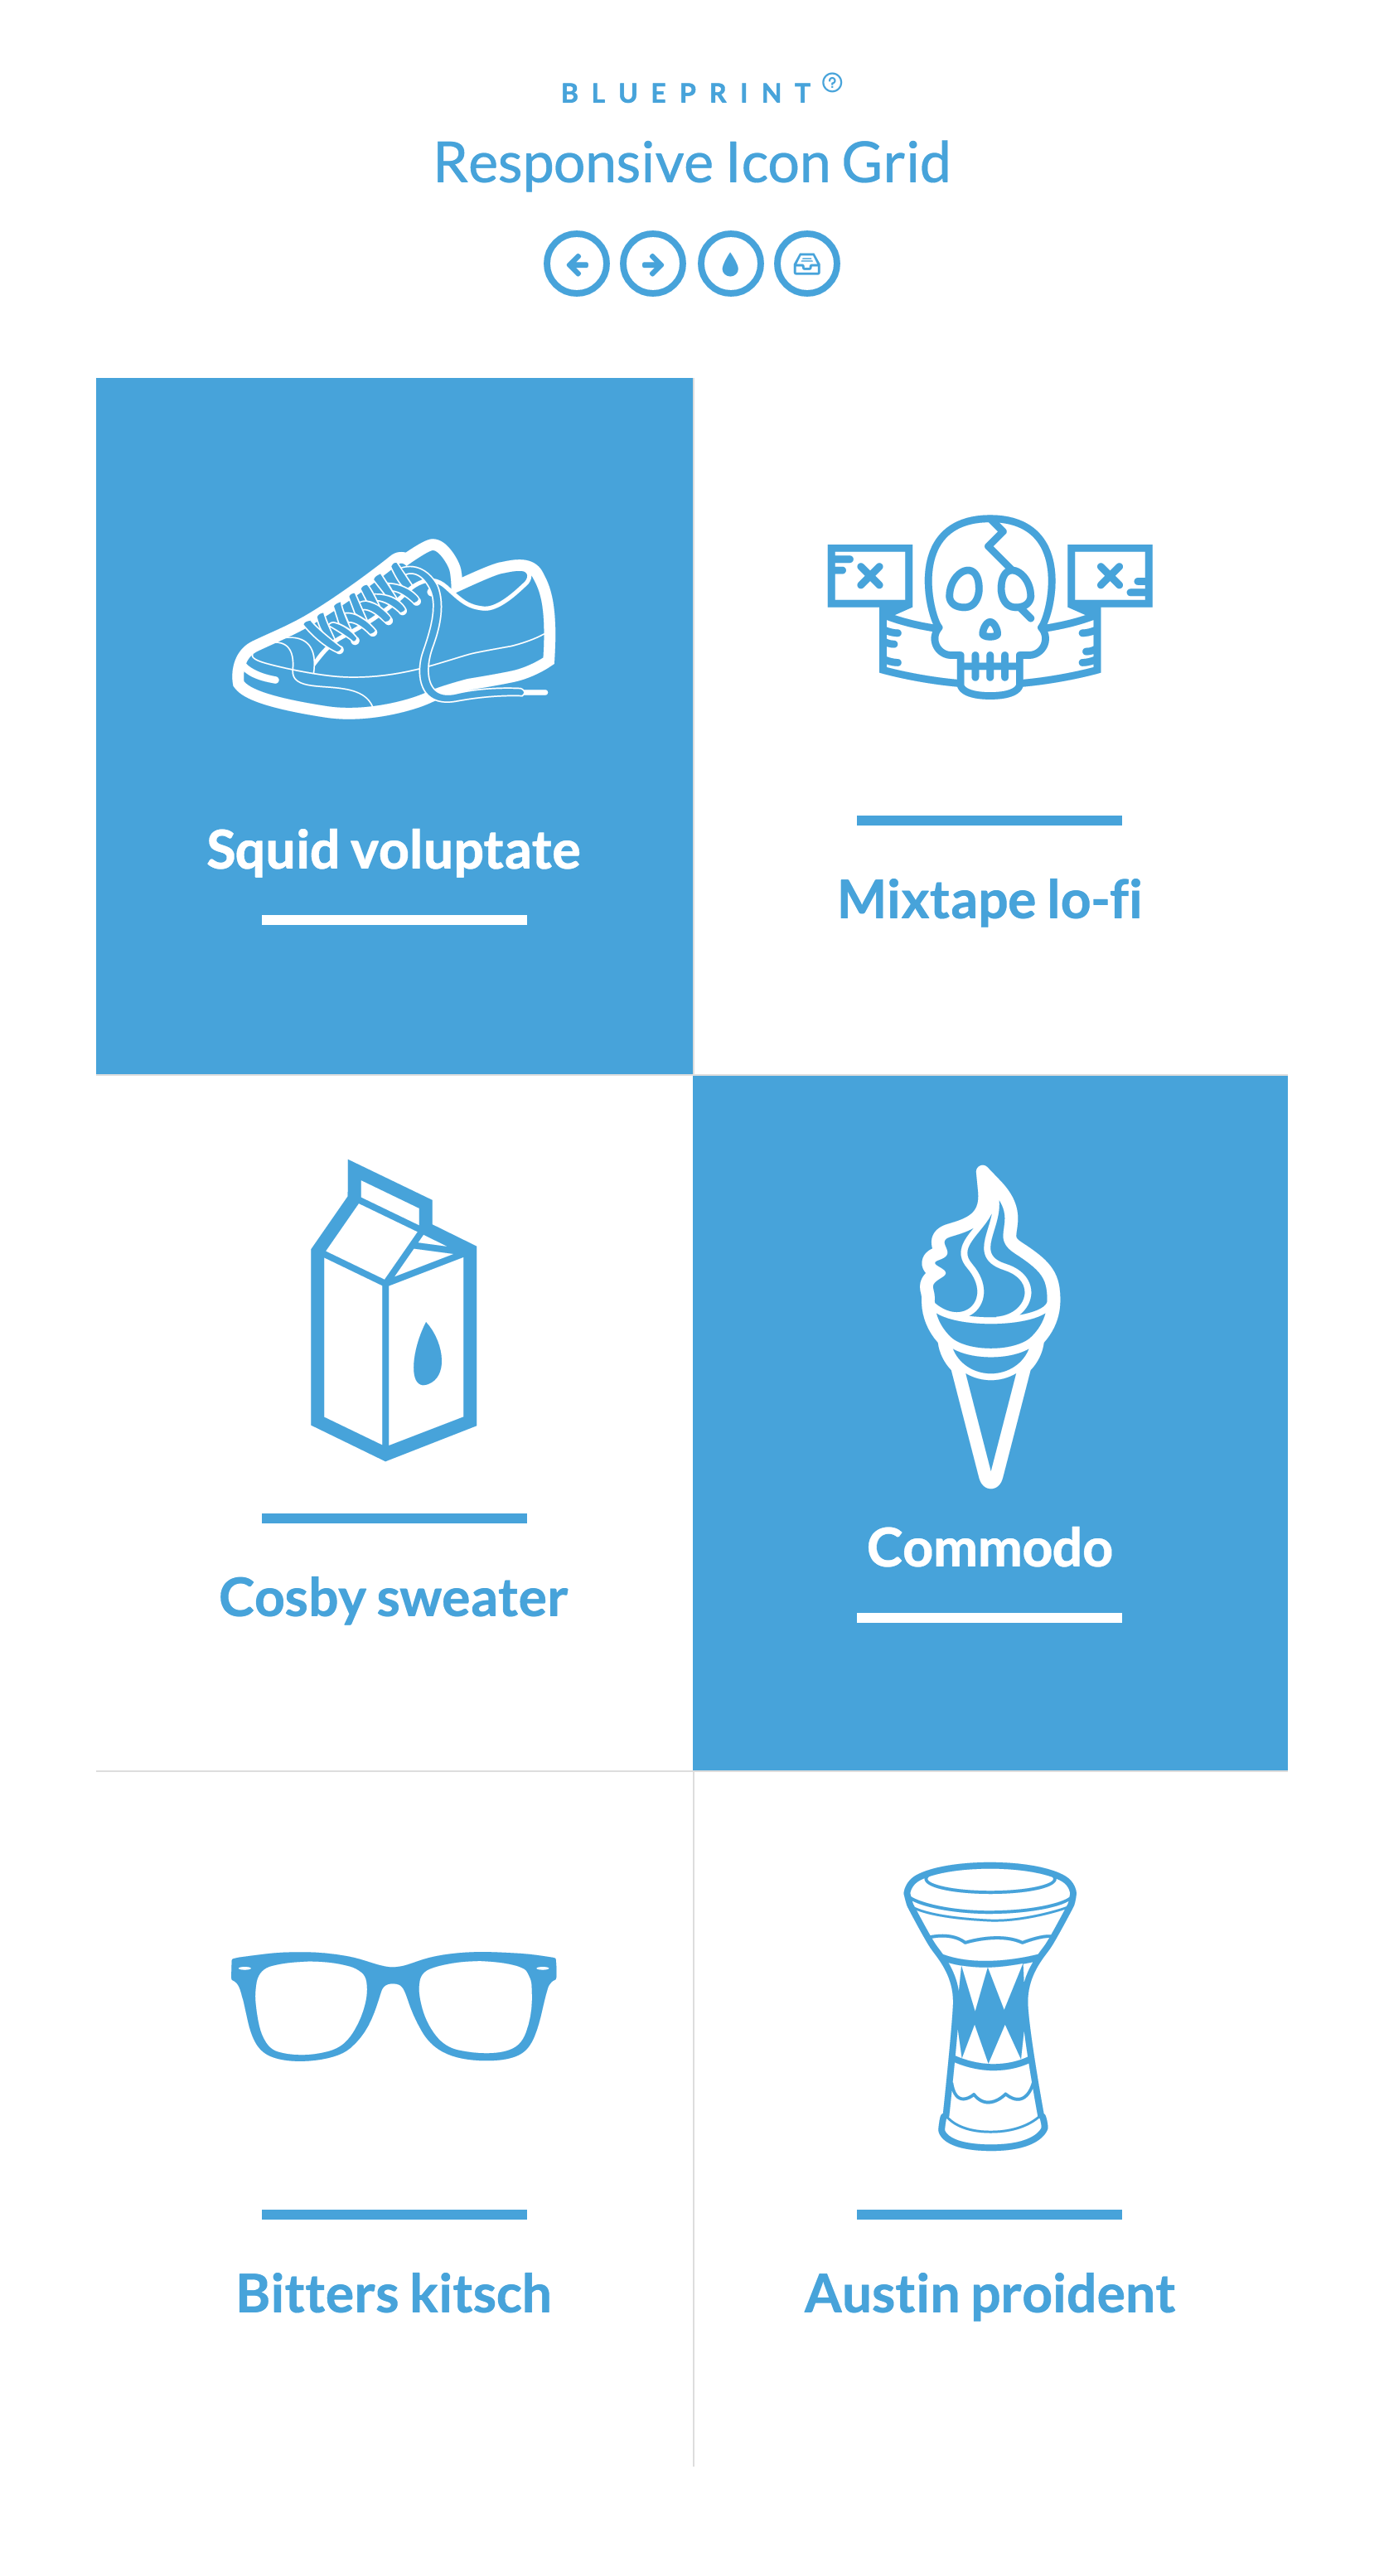 BLUEPRINT ?
Responsive Icon Grid
Squid voluptate
Mixtape lo-fi
Cosby sweater
Commodo
Bitters kitsch
Austin proident